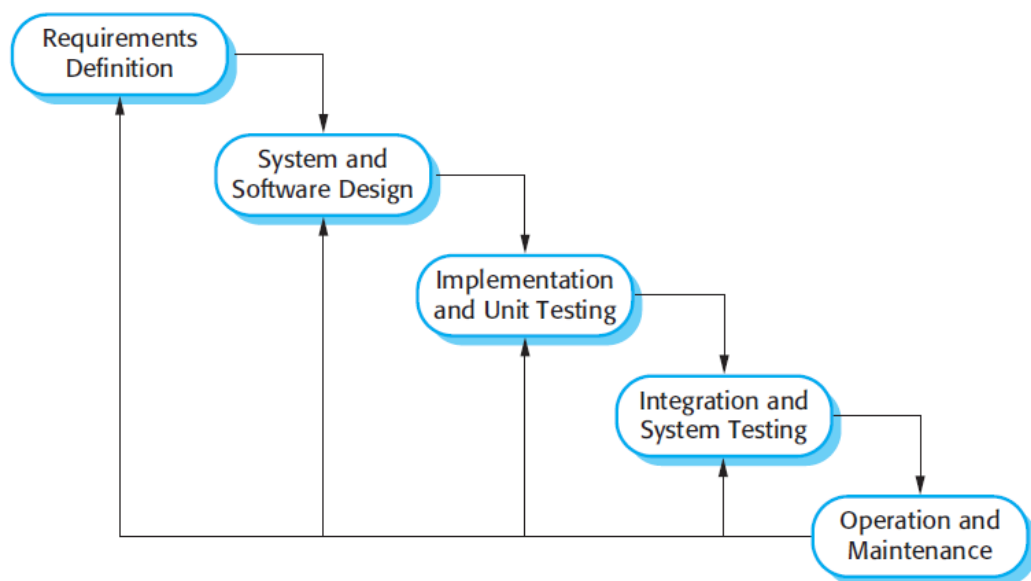 Requirements
Definition
System and
Software Design
Implementation
and Unit Testing
Integration and
System Testing
Operation and
Maintenance